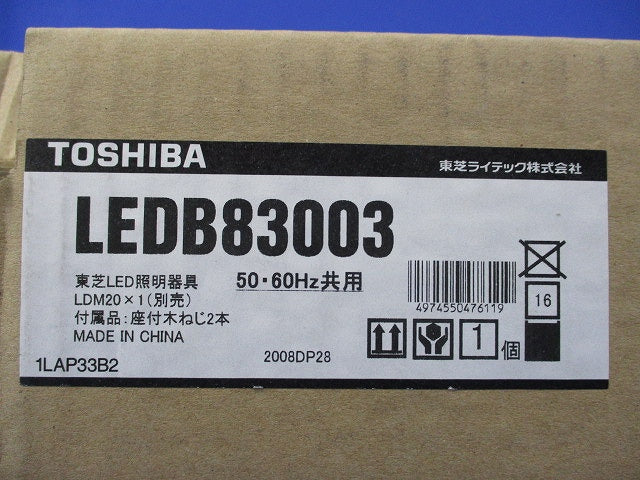 TOSHIBA
東芝ライテック株式会社
LEDB83003
東芝LED照明器具 50・60Hz共用
LDM20×1(別売)
付属品:座付木ねじ2本
MADE IN CHINA
4974550476119
16
1個
1LAP33B2
2008DP28